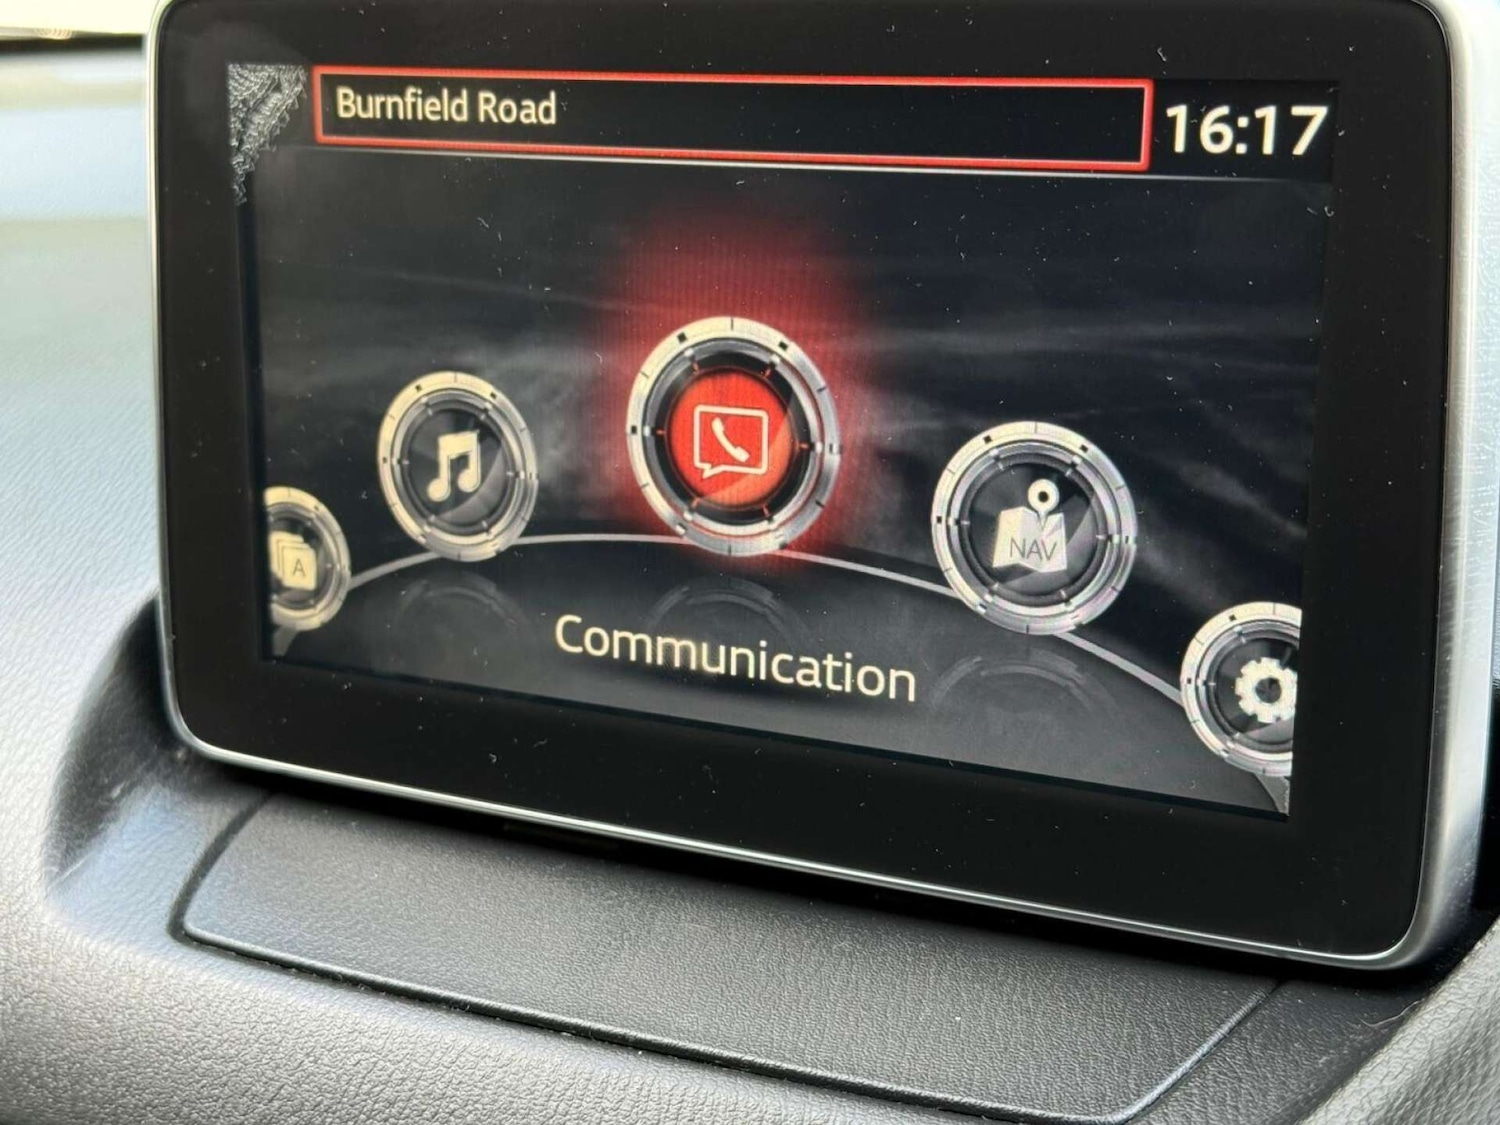 Burnfield Road
16:17
A
NAV
Communication